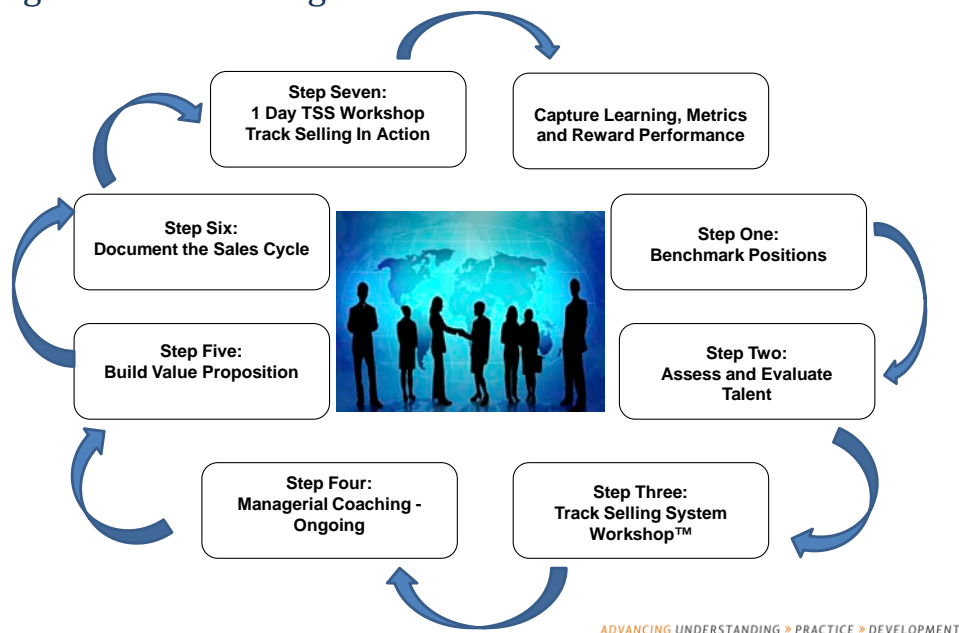 Step Seven:
1 Day TSS Workshop
Track Selling In Action
Capture Learning, Metrics
and Reward Performance
Step Six:
Document the Sales Cycle
Step One:
Benchmark Positions
Step Five:
Build Value Proposition
Step Two:
Assess and Evaluate
Talent
Step Four:
Managerial Coaching -
Ongoing
Step Three:
Track Selling System
Workshop™
ADVANCING UNDERSTANDING » PRACTICE » DEVELOPMENT